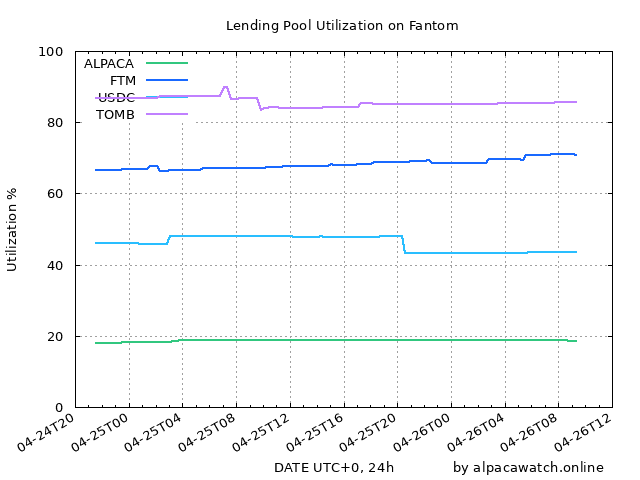 Lending Pool Utilization on Fantom
100
80
60
40
20
0
Utilization %
ALPACA
FTM
USDC
TOMB
04-24T20
04-25T00
04-25T04
04-25T08
04-25T12
04-25T16
04-25T20
04-26T00
04-26T04
04-26T08
04-26T12
DATE UTC+0, 24h
by alpacawatch.online